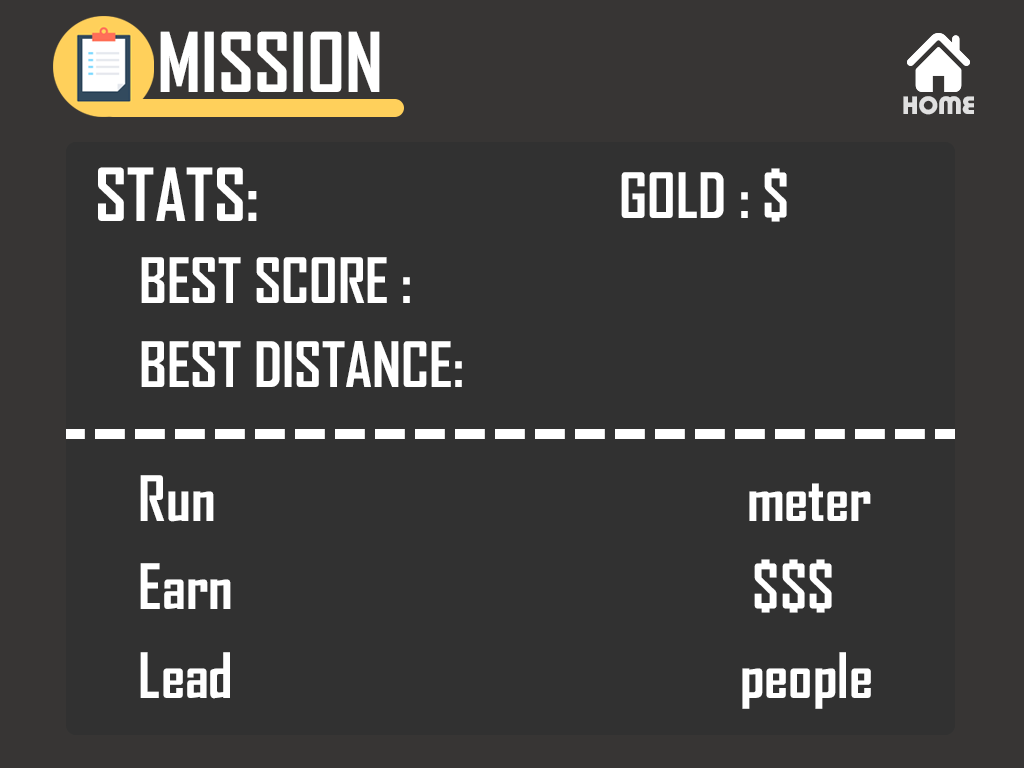 MISSION
HOME
STATS: GOLD : $
BEST SCORE :
BEST DISTANCE:
Run meter
Earn $$$
Lead people